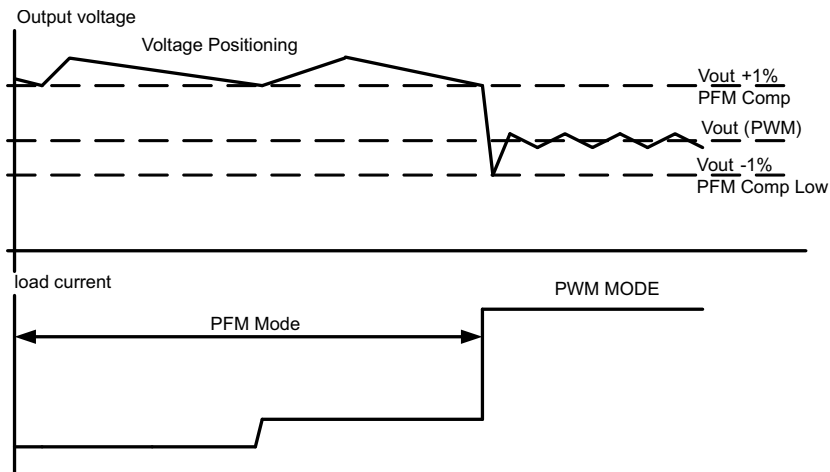 Output voltage
Voltage Positioning
Vout +1%
PFM Comp
Vout (PWM)
Vout -1%
PFM Comp Low
load current
PWM MODE
PFM Mode